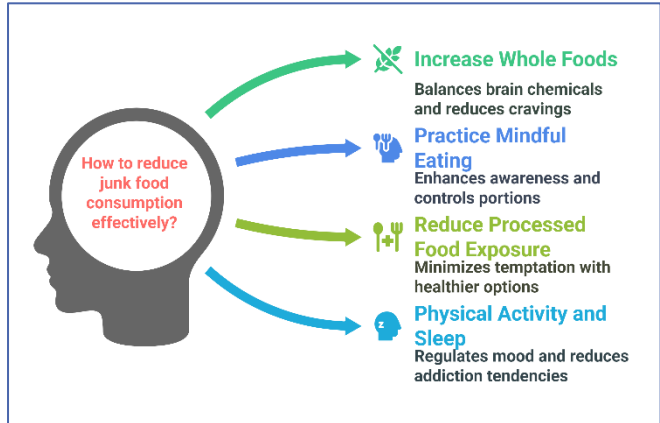 How to reduce
junk food
consumption
effectively?
Increase Whole Foods
Balances brain chemicals
and reduces cravings
Practice Mindful
Eating
Enhances awareness and
controls portions
Reduce Processed
Food Exposure
Minimizes temptation with
healthier options
Physical Activity and
Sleep
Regulates mood and reduces
addiction tendencies
z